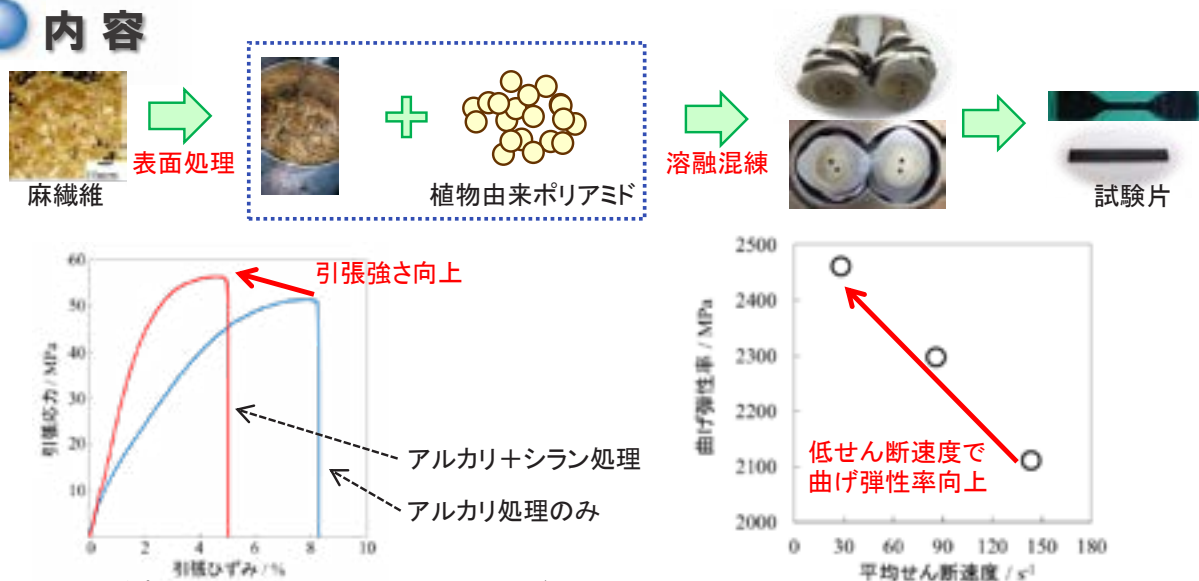 内容
表面処理
溶融混練
麻繊維
植物由来ポリアミド
試験片
引張強さ向上
引張応力 / MPa
60
50
40
30
20
10
0
2
4
6
8
10
引張ひずみ / %
アルカリ＋シラン処理
アルカリ処理のみ
曲げ弾性率 / MPa
2500
2400
2300
2200
2100
2000
低せん断速度で
曲げ弾性率向上
0
30
60
90
120
150
180
平均せん断速度 / s⁻¹